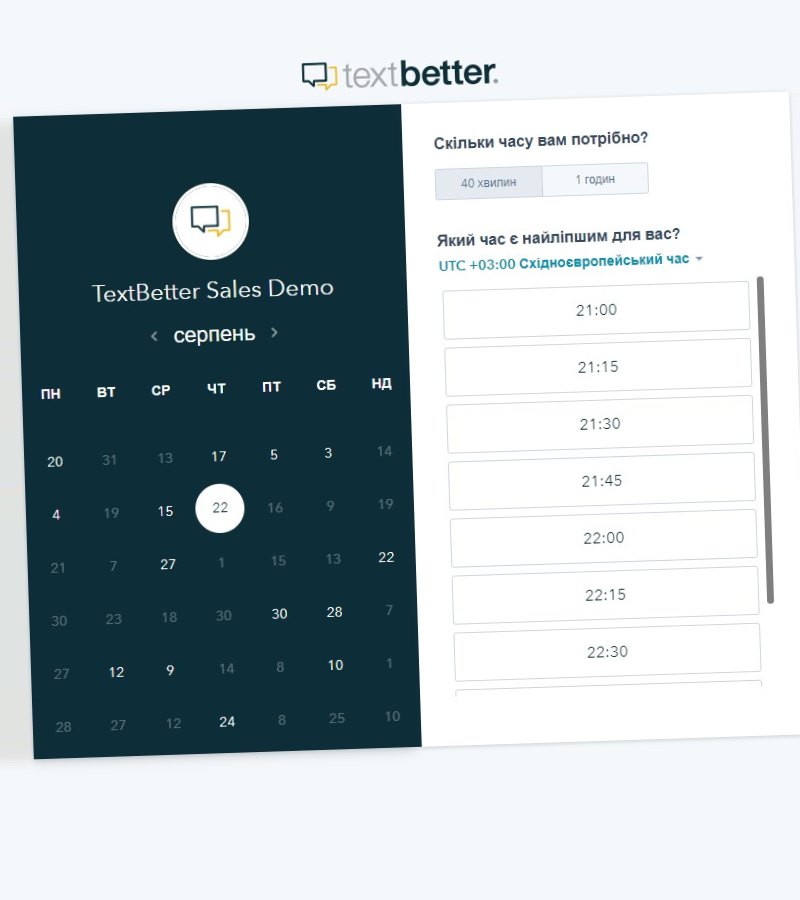 textbetter.
TextBetter Sales Demo
серпень
ПН ВТ СР ЧТ ПТ СБ НД
20 31 13 17 5 3 14
4 19 15 22 16 9 19
21 7 27 1 15 13 22
30 23 18 30 30 28 7
27 12 9 14 8 10 1
28 27 12 24 8 25 10
Скільки часу вам потрібно?
40 хвилин 1 годин
Який час є найліпшим для вас?
UTC +03:00 Східноєвропейський час
21:00
21:15
21:30
21:45
22:00
22:15
22:30